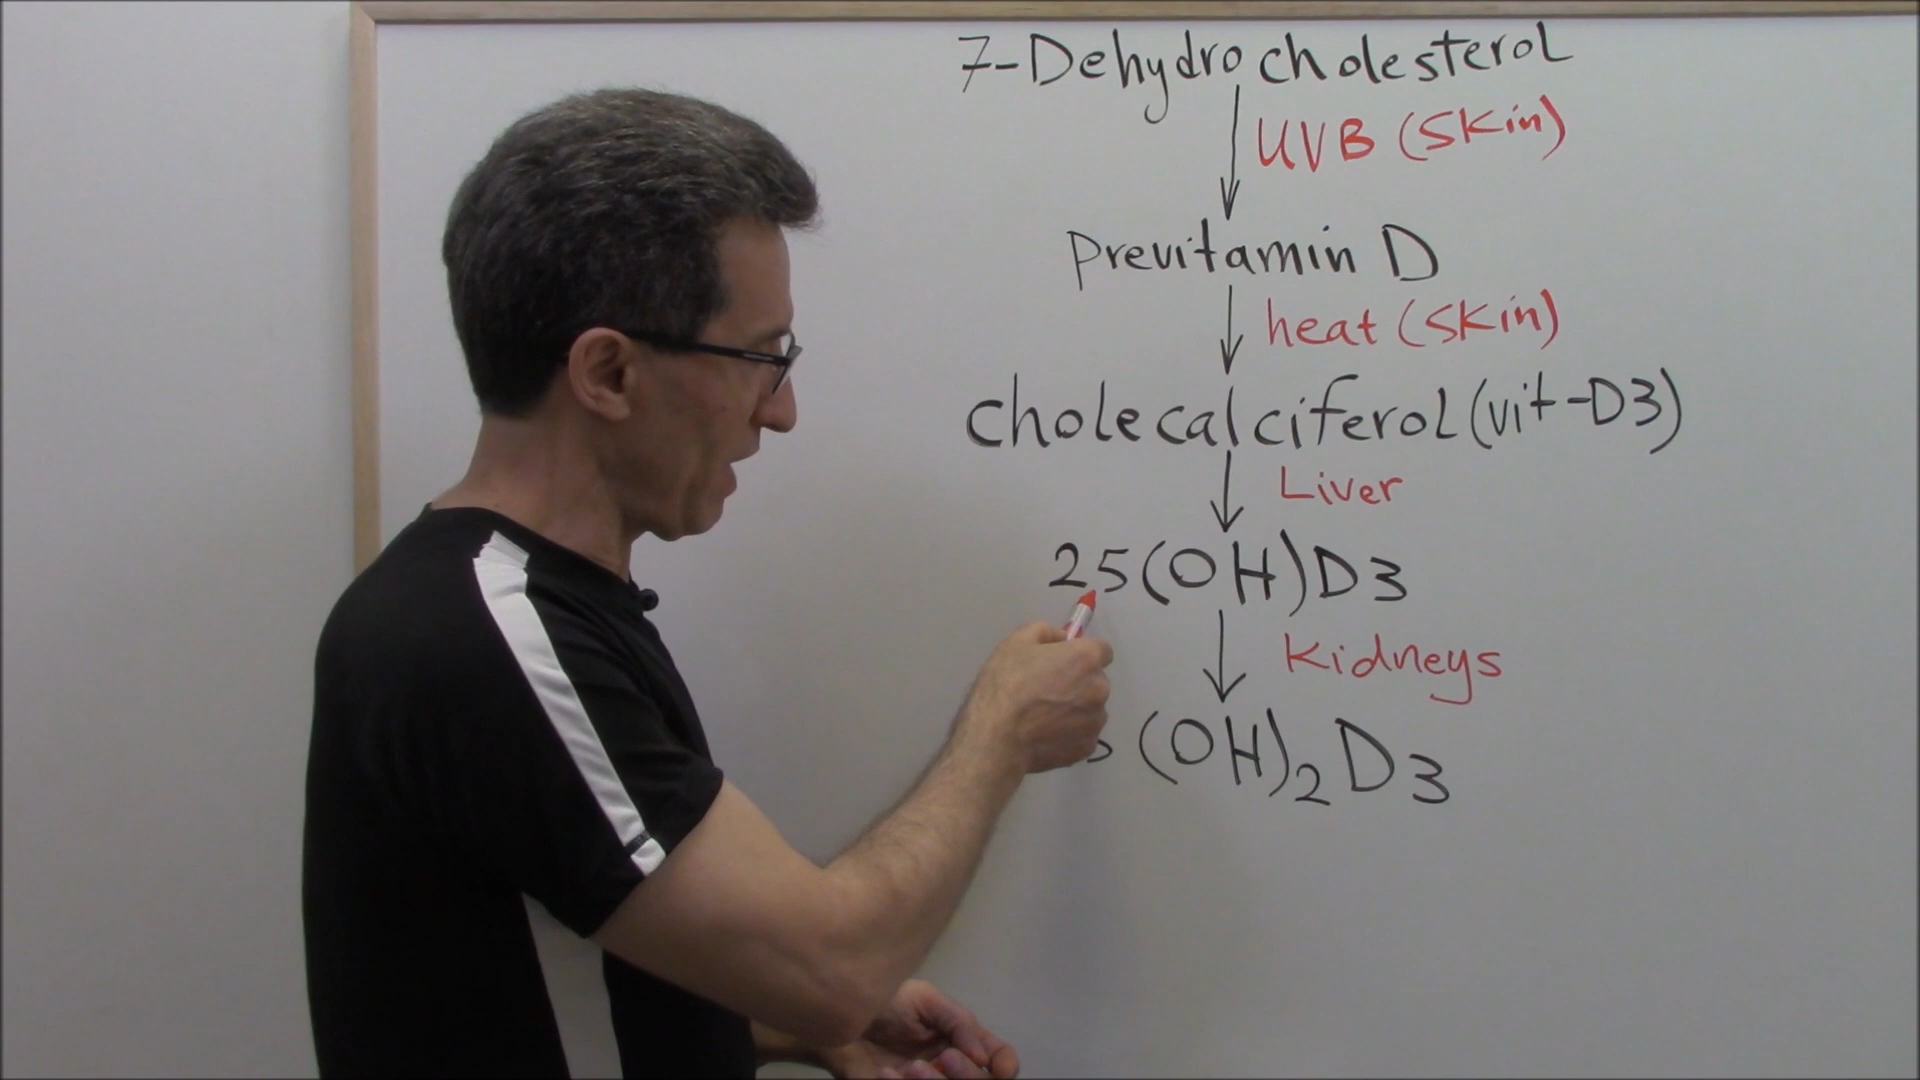 7-Dehydrocholesterol
UVB (Skin)
Previtamin D
heat (Skin)
cholecalciferol (vit-D3)
Liver
25(OH)D3
Kidneys
(OH)2D3